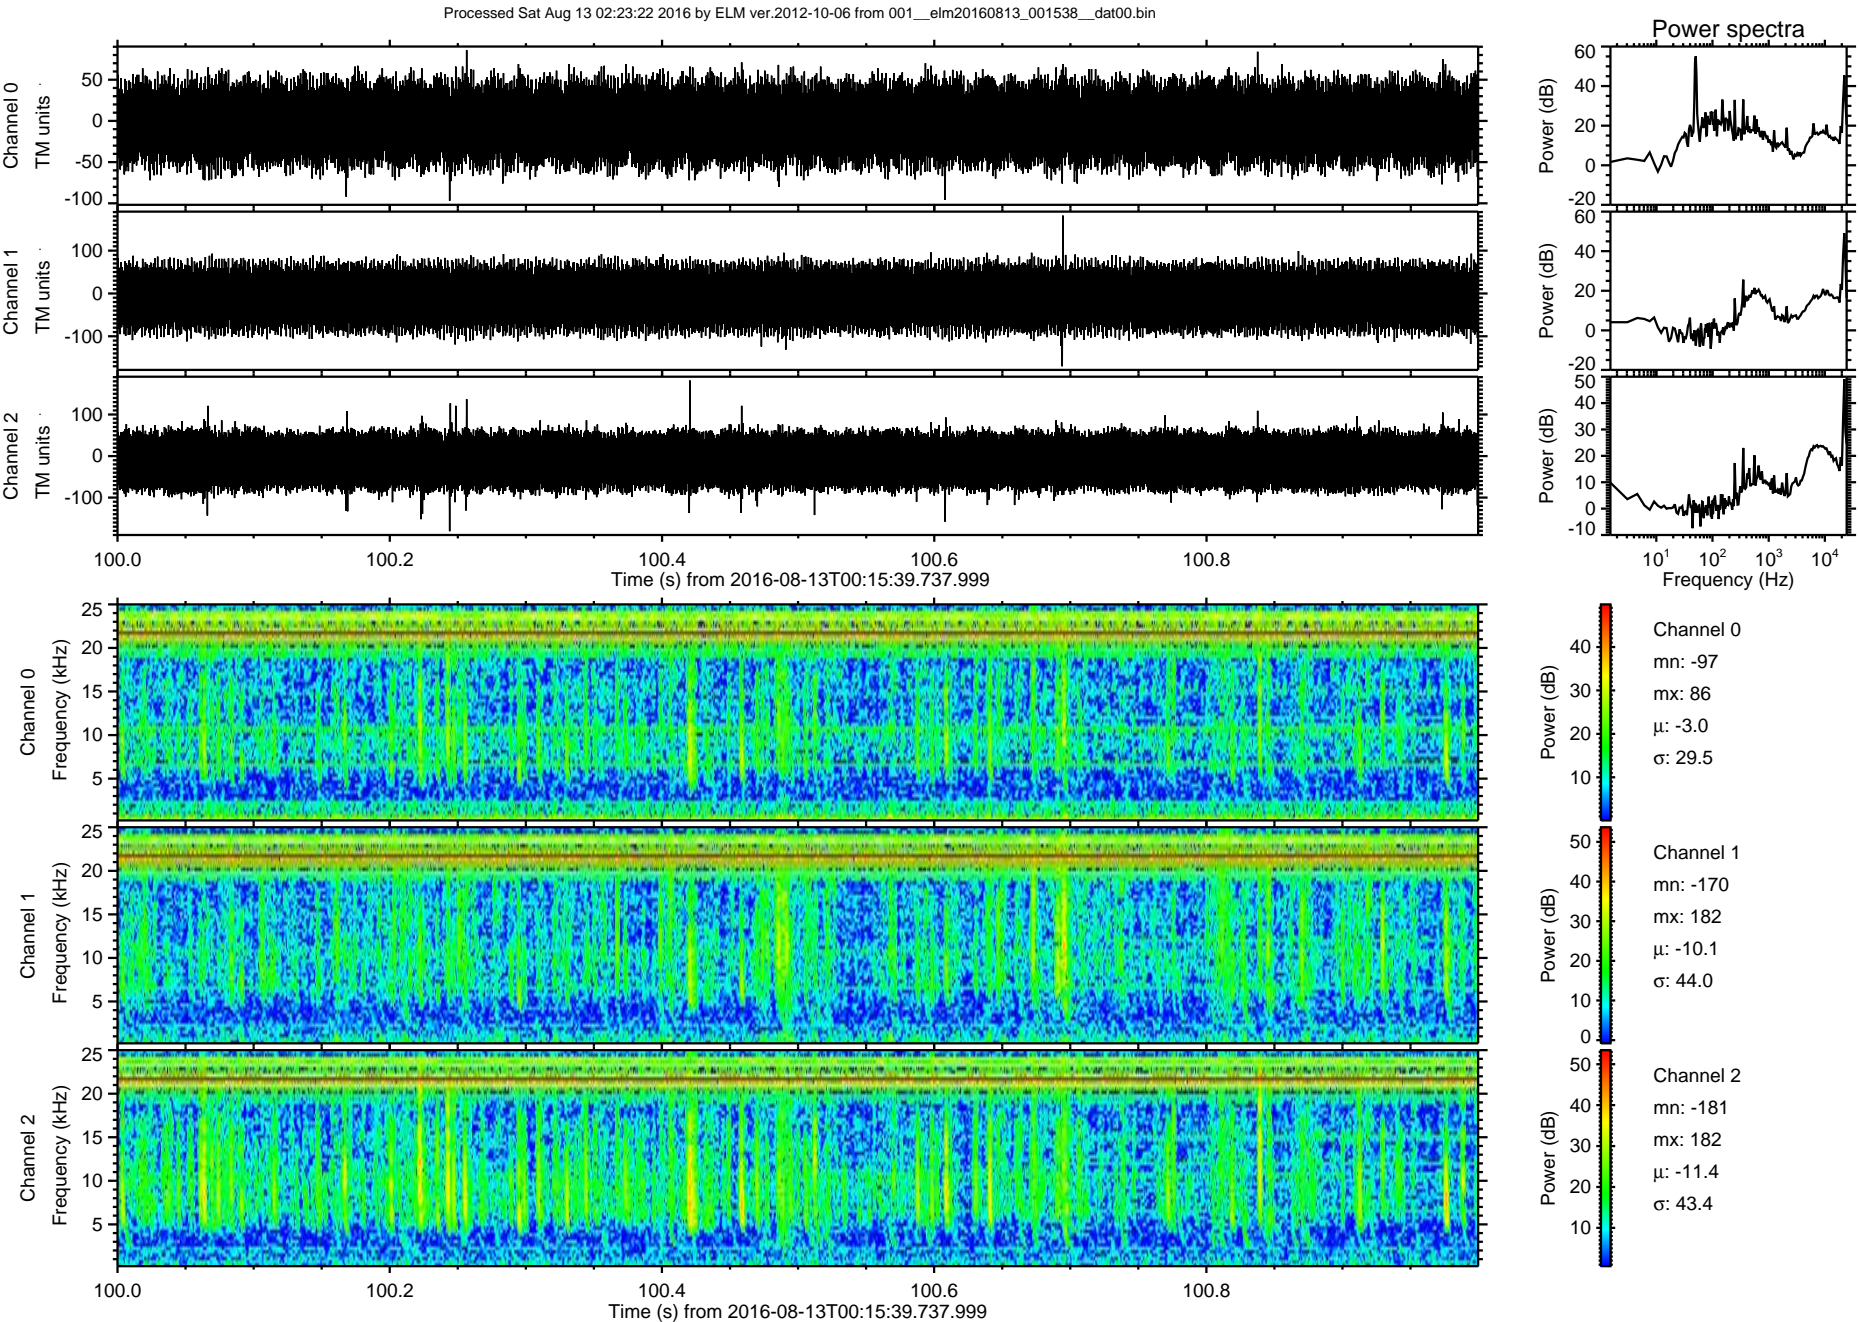 Processed Sat Aug 13 02:23:22 2016 by ELM ver.2012-10-06 from 001__elm20160813_001538__dat00.bin
Power spectra
Channel 0
TM units
50
0
-50
-100
Power (dB)
60
40
20
0
-20
Channel 1
TM units
100
0
-100
Power (dB)
60
40
20
0
-20
Channel 2
TM units
100
0
-100
Power (dB)
50
40
30
20
10
0
-10
100.0 100.2 100.4 100.6 100.8
Time (s) from 2016-08-13T00:15:39.737.999
10¹ 10² 10³ 10⁴
Frequency (Hz)
Channel 0
Frequency (kHz)
25
20
15
10
5
Power (dB)
40
30
20
10
Channel 0
mn: -97
mx: 86
μ: -3.0
σ: 29.5
Channel 1
Frequency (kHz)
25
20
15
10
5
Power (dB)
50
40
30
20
10
0
Channel 1
mn: -170
mx: 182
μ: -10.1
σ: 44.0
Channel 2
Frequency (kHz)
25
20
15
10
5
Power (dB)
50
40
30
20
10
Channel 2
mn: -181
mx: 182
μ: -11.4
σ: 43.4
100.0 100.2 100.4 100.6 100.8
Time (s) from 2016-08-13T00:15:39.737.999